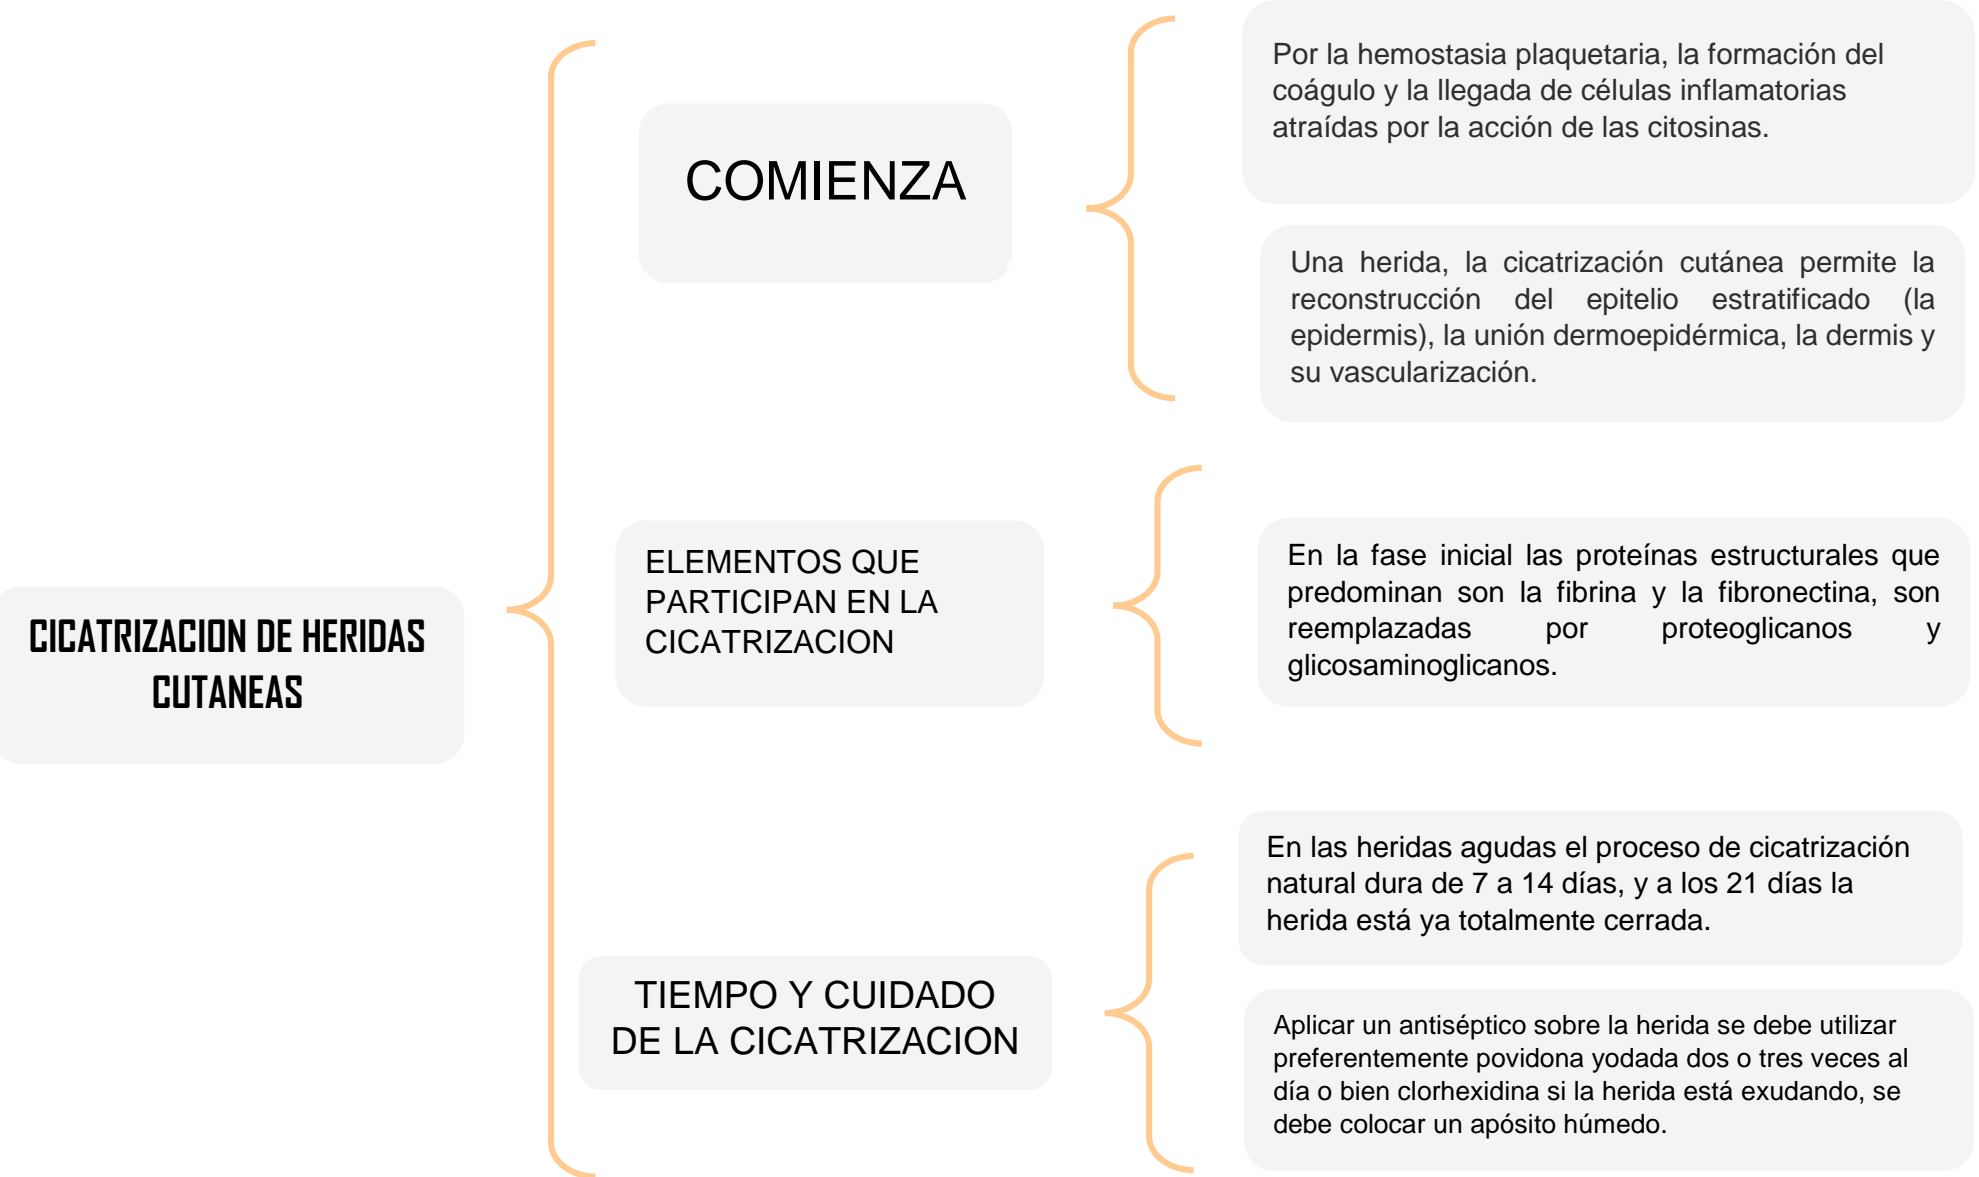 CICATRIZACION DE HERIDAS
CUTANEAS
COMIENZA
Por la hemostasia plaquetaria, la formación del
coágulo y la llegada de células inflamatorias
atraídas por la acción de las citosinas.
Una herida, la cicatrización cutánea permite la
reconstrucción del epitelio estratificado (la
epidermis), la unión dermoepidérmica, la dermis y
su vascularización.
ELEMENTOS QUE
PARTICIPAN EN LA
CICATRIZACION
En la fase inicial las proteínas estructurales que
predominan son la fibrina y la fibronectina, son
reemplazadas por proteoglicanos y
glicosaminoglicanos.
TIEMPO Y CUIDADO
DE LA CICATRIZACION
En las heridas agudas el proceso de cicatrización
natural dura de 7 a 14 días, y a los 21 días la
herida está ya totalmente cerrada.
Aplicar un antiséptico sobre la herida se debe utilizar
preferentemente povidona yodada dos o tres veces al
día o bien clorhexidina si la herida está exudando, se
debe colocar un apósito húmedo.